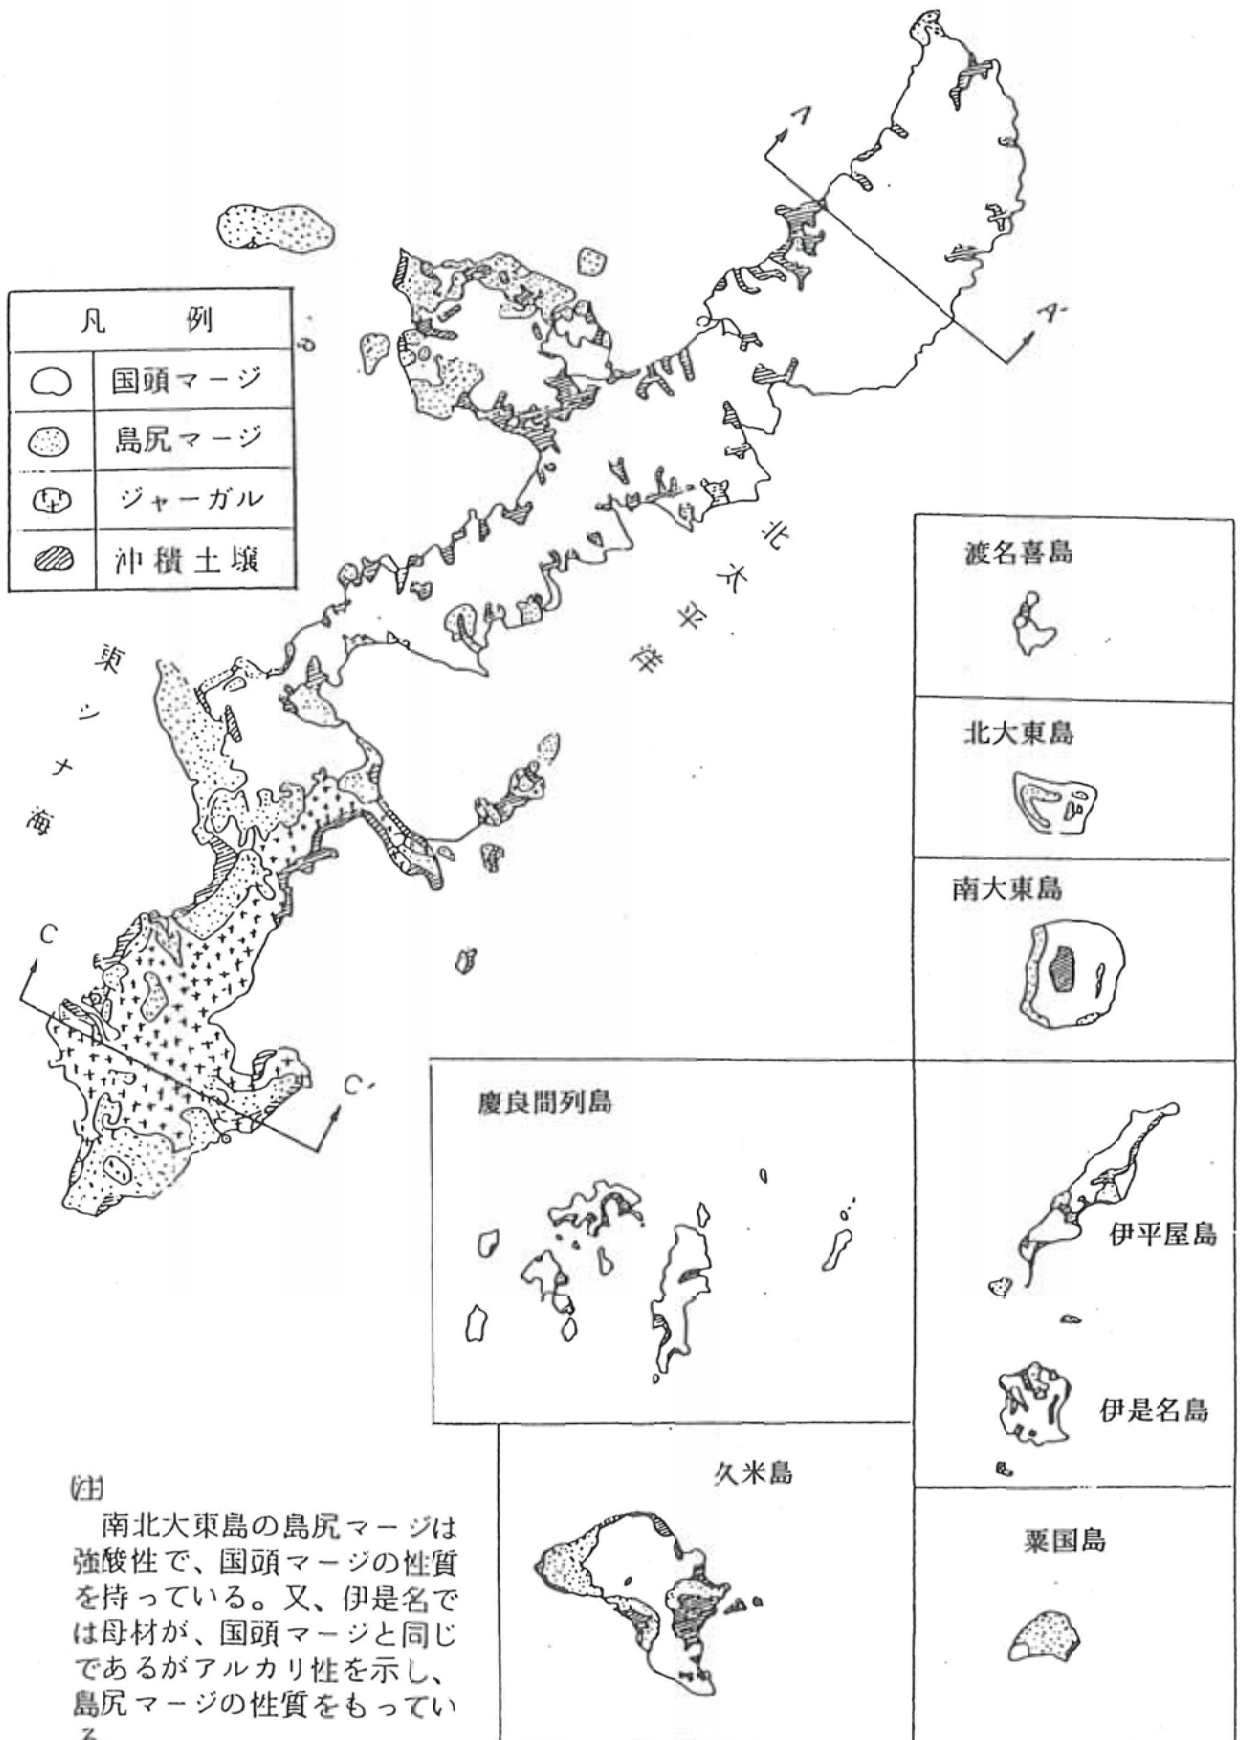 凡 例
国頭マージ
島尻マージ
ジャーガル
沖積土壌
東シナ海
北太平洋
A
A'
C
C'
渡名喜島
北大東島
南大東島
慶良間列島
伊平屋島
伊是名島
久米島
粟国島
(注)
南北大東島の島尻マージは
強酸性で、国頭マージの性質
を持っている。又、伊是名で
は母材が、国頭マージと同じ
であるがアルカリ性を示し、
島尻マージの性質をもってい
る